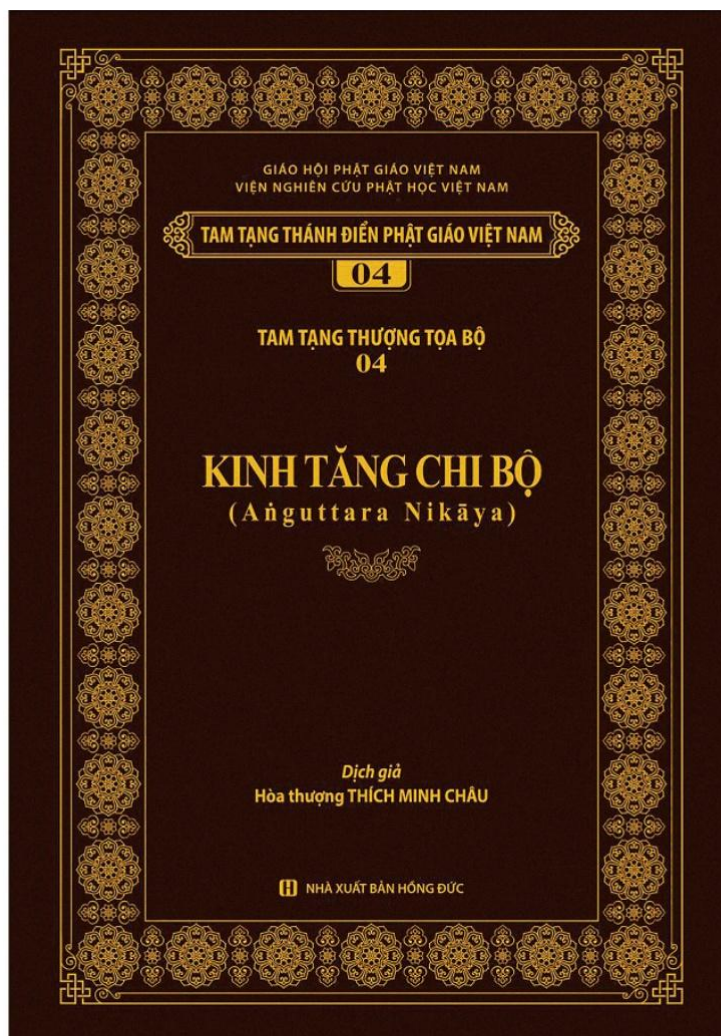 GIÁO HỘI PHẬT GIÁO VIỆT NAM
VIỆN NGHIÊN CỨU PHẬT HỌC VIỆT NAM
TAM TẠNG THÁNH ĐIỂN PHẬT GIÁO VIỆT NAM
04
TAM TẠNG THƯỢNG TỌA BỘ
04
KINH TĂNG CHI BỘ
(Aṅguttara Nikāya)
Dịch giả
Hòa thượng THÍCH MINH CHÂU
NHÀ XUẤT BẢN HỒNG ĐỨC